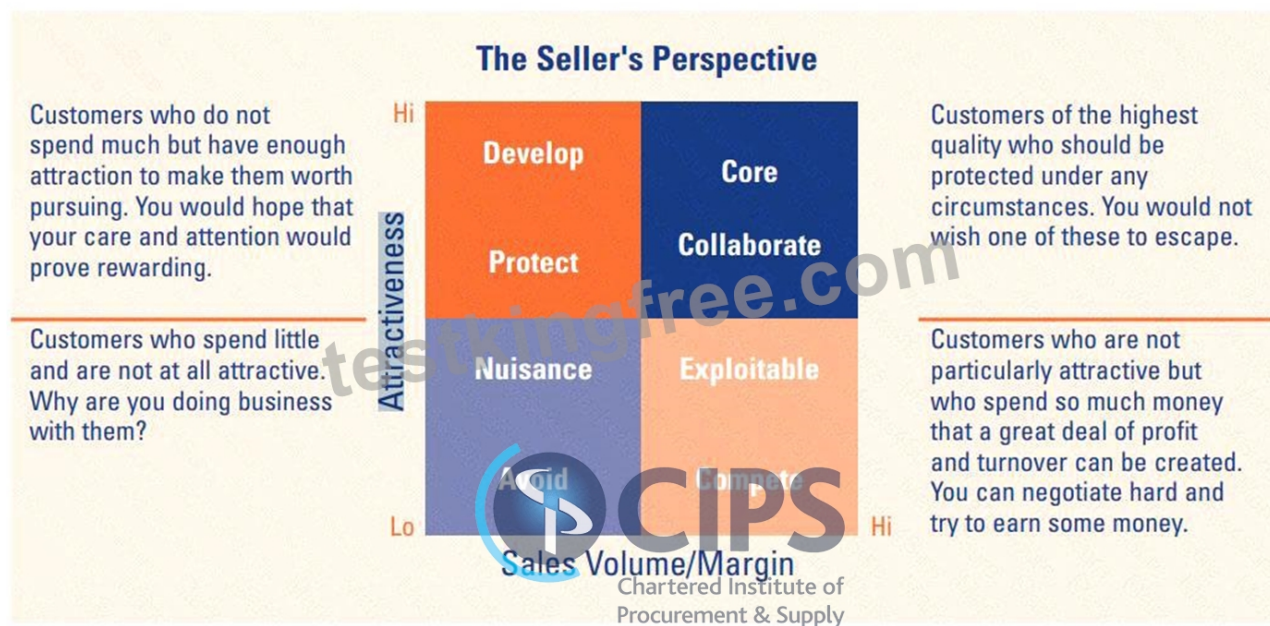 The Seller's Perspective
Customers who do not
spend much but have enough
attraction to make them worth
pursuing. You would hope that
your care and attention would
prove rewarding.
Customers who spend little
and are not at all attractive.
Why are you doing business
with them?
Hi
Attractiveness
Lo
Develop
Protect
Core
Collaborate
Nuisance
Avoid
Exploitable
Compete
Hi
Sales Volume/Margin
Customers of the highest
quality who should be
protected under any
circumstances. You would not
wish one of these to escape.
Customers who are not
particularly attractive but
who spend so much money
that a great deal of profit
and turnover can be created.
You can negotiate hard and
try to earn some money.
testkingfree.com
CIPS
Chartered Institute of
Procurement & Supply